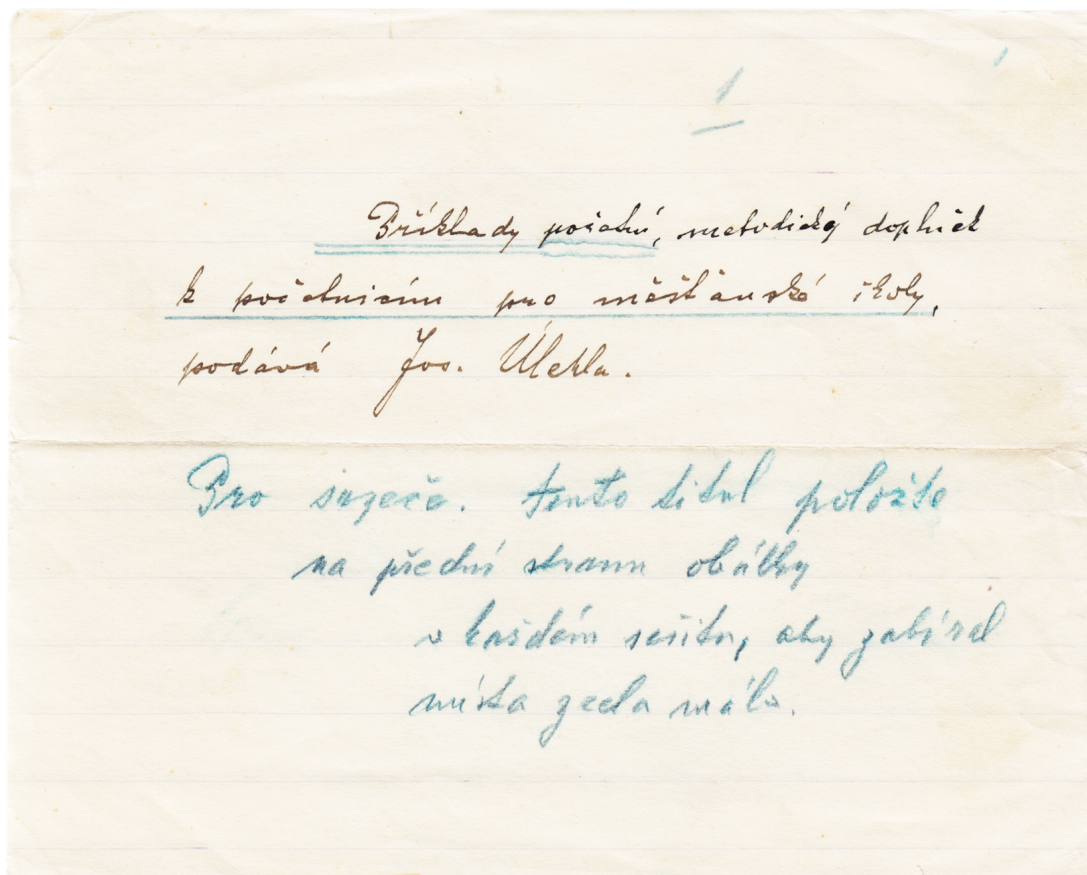 1
Příklady početní, metodický doplněk
k početnicím pro měšťanské školy,
podává Jos. Úlehla.
Pro sazeče. Tento titul položte
na přední stranu obálky
v každém sešitu, aby zabíral
místa zcela málo.